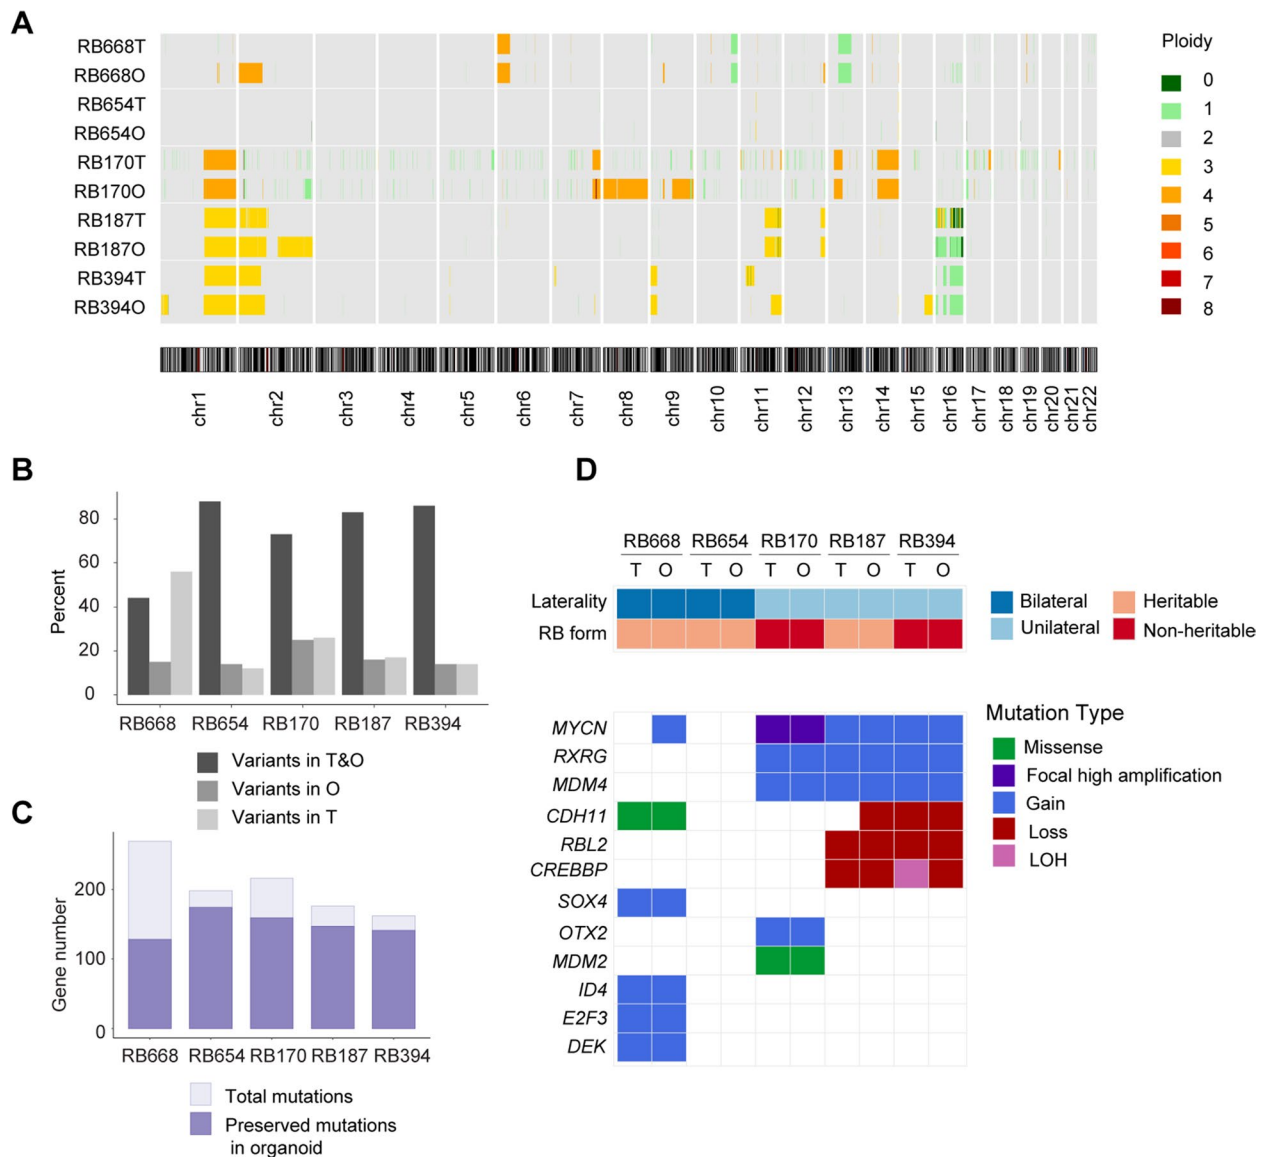 A
RB668T
RB668O
RB654T
RB654O
RB170T
RB170O
RB187T
RB187O
RB394T
RB394O
Ploidy
0
1
2
3
4
5
6
7
8
chr1 chr2 chr3 chr4 chr5 chr6 chr7 chr8 chr9 chr10 chr11 chr12 chr13 chr14 chr15 chr16 chr17 chr18 chr19 chr20 chr21 chr22
B
Percent
80
60
40
20
0
RB668 RB654 RB170 RB187 RB394
Variants in T&O
Variants in O
Variants in T
C
Gene number
200
100
0
RB668 RB654 RB170 RB187 RB394
Total mutations
Preserved mutations
in organoid
D
RB668 RB654 RB170 RB187 RB394
T O T O T O T O T O
Laterality
RB form
Bilateral
Unilateral
Heritable
Non-heritable
MYCN
RXRG
MDM4
CDH11
RBL2
CREBBP
SOX4
OTX2
MDM2
ID4
E2F3
DEK
Mutation Type
Missense
Focal high amplification
Gain
Loss
LOH